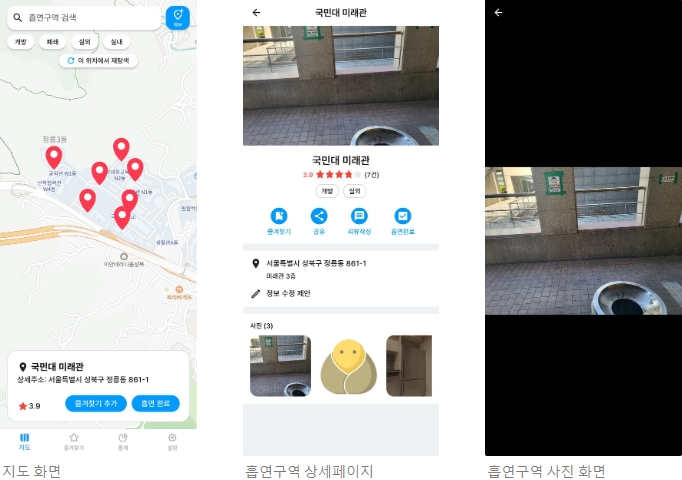 흡연구역 검색
제보
개방
폐쇄
실외
실내
이 위치에서 재탐색
정릉3동
국민대 미래관
상세주소: 서울특별시 성북구 정릉동 861-1
3.9
즐겨찾기 추가
흡연 완료
지도
즐겨찾기
통계
설정
지도 화면
국민대 미래관
국민대 미래관
3.9
(7건)
개방
실외
즐겨찾기
공유
리뷰작성
흡연완료
서울특별시 성북구 정릉동 861-1
미래관 3층
정보 수정 제안
사진 (3)
흡연구역 상세페이지
흡연구역 사진 화면